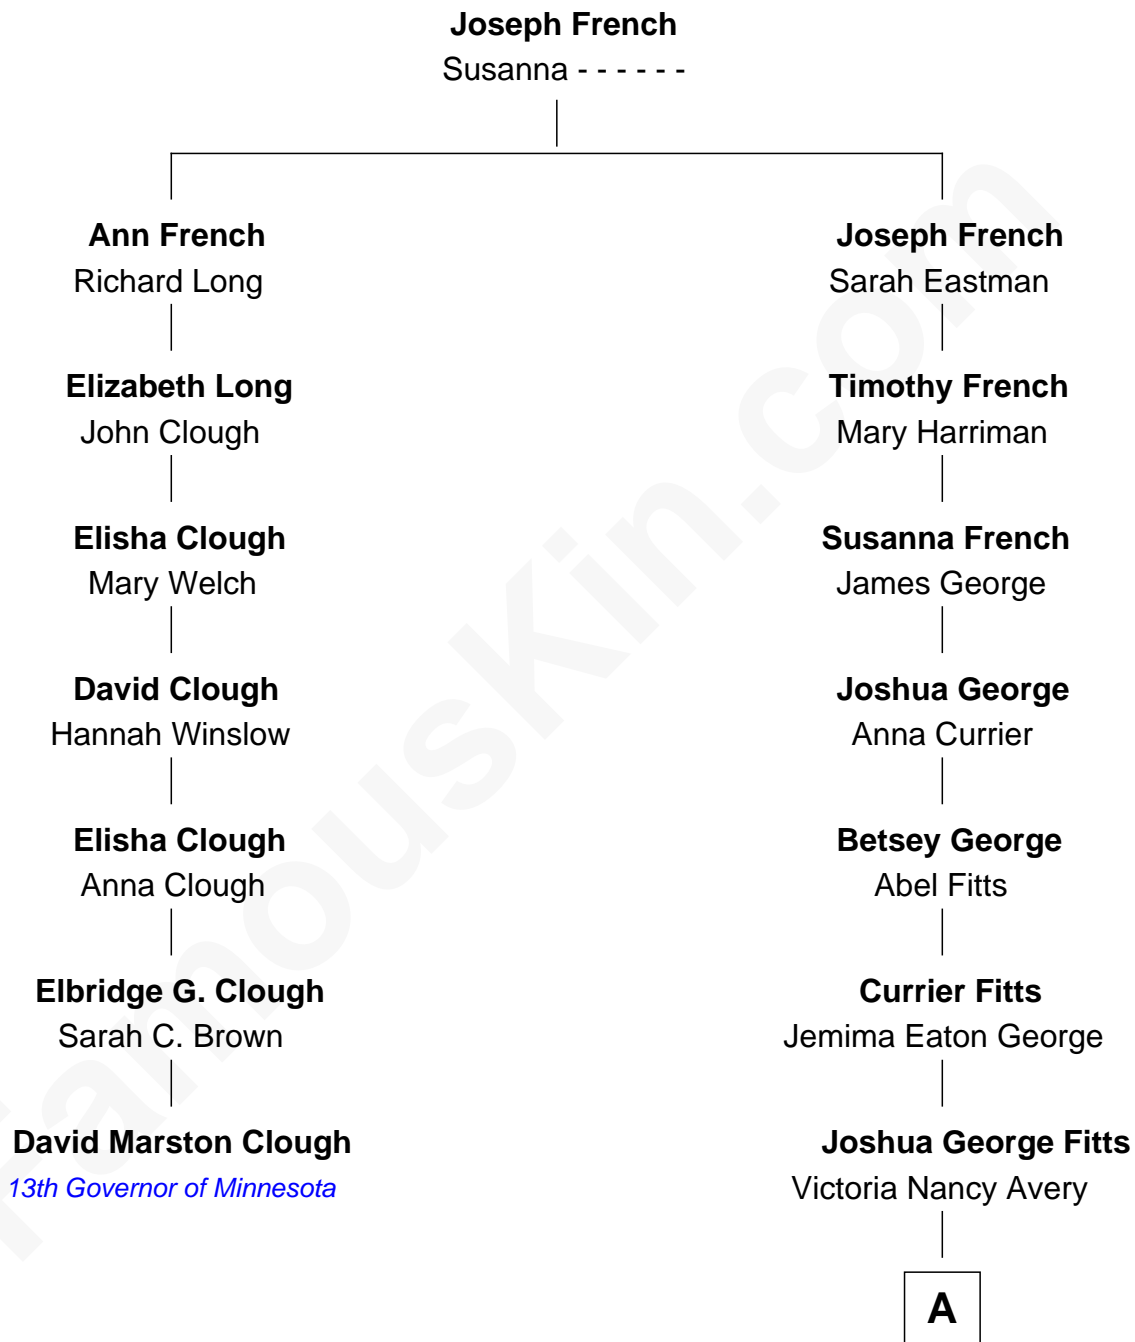 Joseph French
Susanna - - - - - -
Ann French
Richard Long
Elizabeth Long
John Clough
Elisha Clough
Mary Welch
David Clough
Hannah Winslow
Elisha Clough
Anna Clough
Elbridge G. Clough
Sarah C. Brown
David Marston Clough
13th Governor of Minnesota
Joseph French
Sarah Eastman
Timothy French
Mary Harriman
Susanna French
James George
Joshua George
Anna Currier
Betsey George
Abel Fitts
Currier Fitts
Jemima Eaton George
Joshua George Fitts
Victoria Nancy Avery
A
FamousKin.com